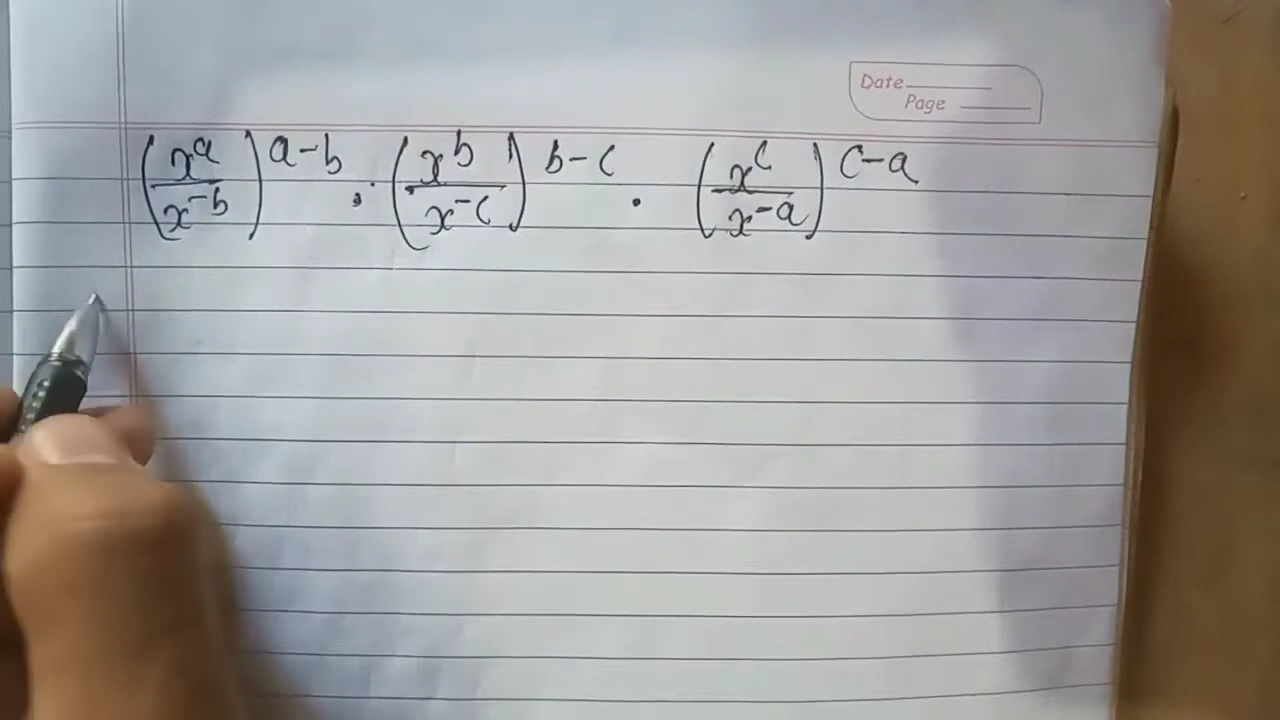 Date
Page
(x^a/x^-b)^a-b . (x^b/x^-c)^b-c . (x^c/x^-a)^c-a